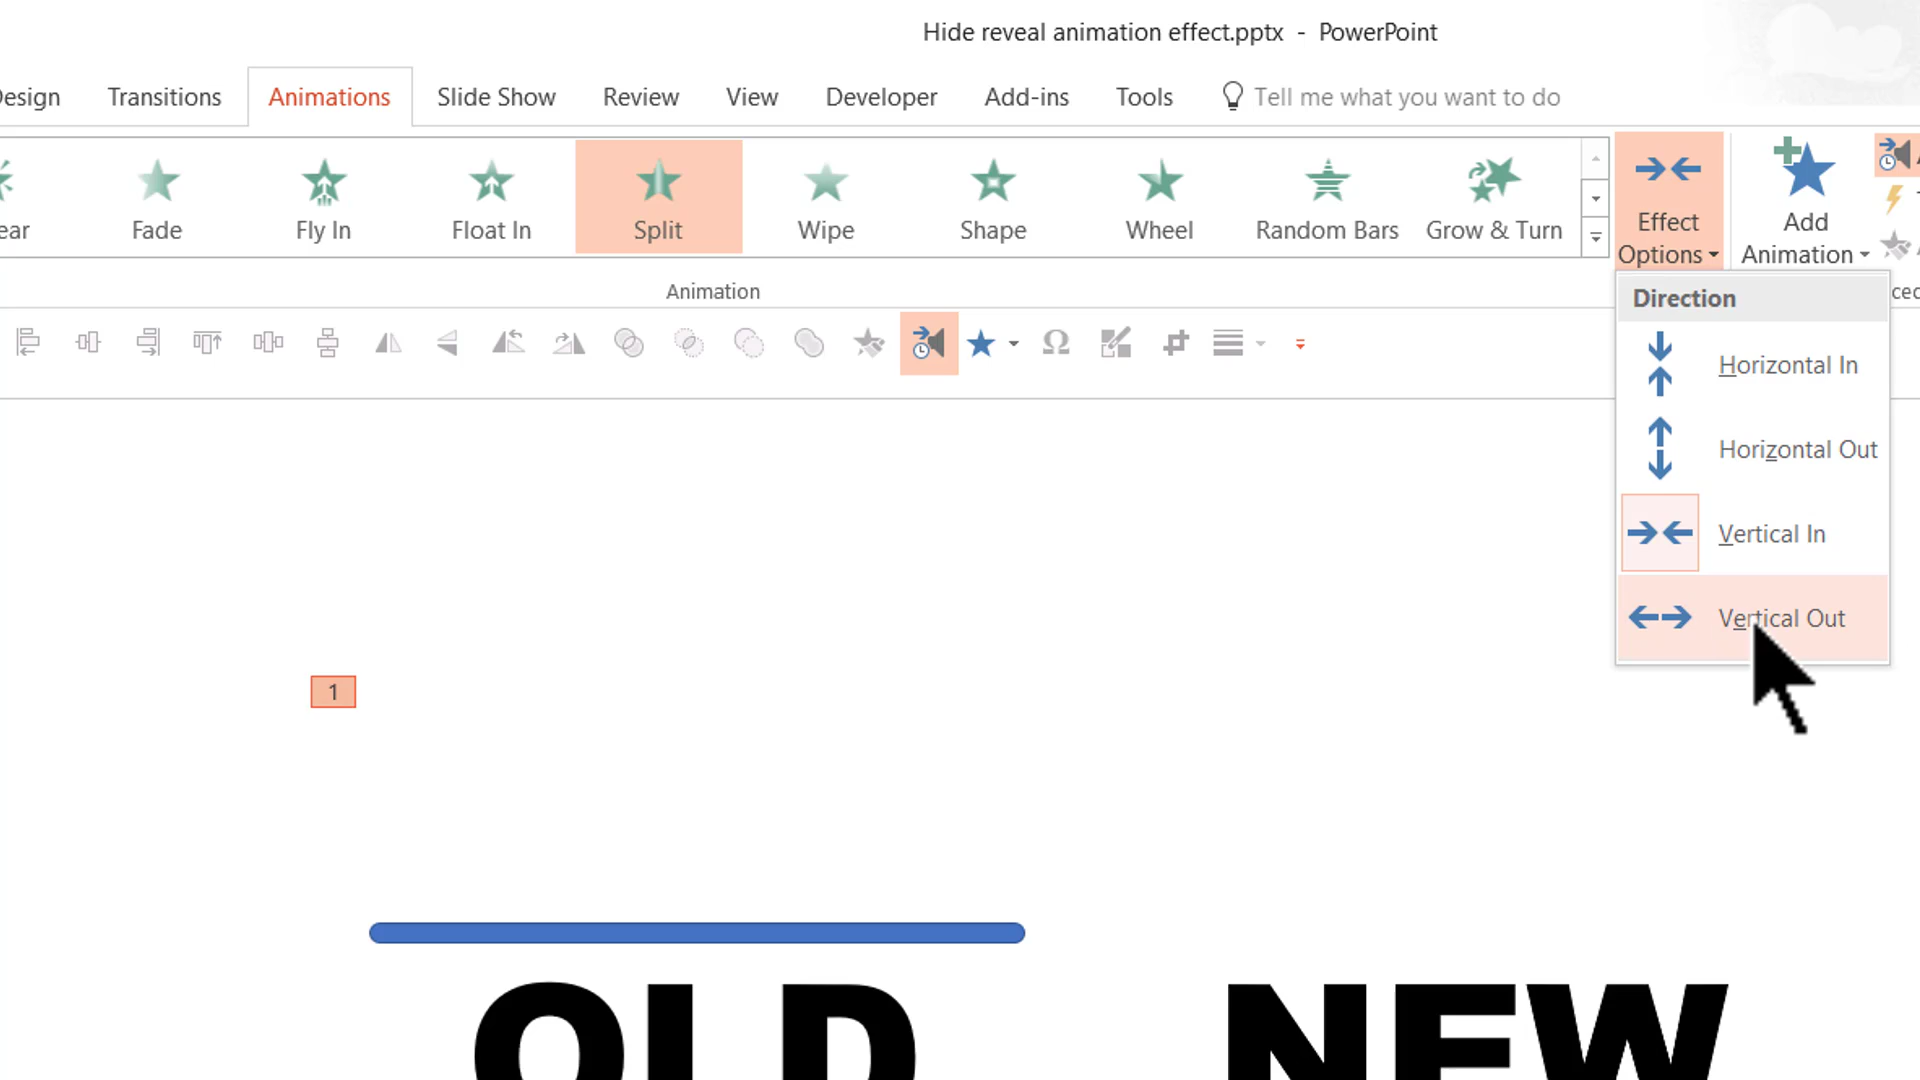 Hide reveal animation effect.pptx - PowerPoint
Design Transitions Animations Slide Show Review View Developer Add-ins Tools Tell me what you want to do
ear Fade Fly In Float In Split Wipe Shape Wheel Random Bars Grow & Turn
Effect Options
Add Animation
Animation
ced
Direction
Horizontal In
Horizontal Out
Vertical In
Vertical Out
1
OLD NEW